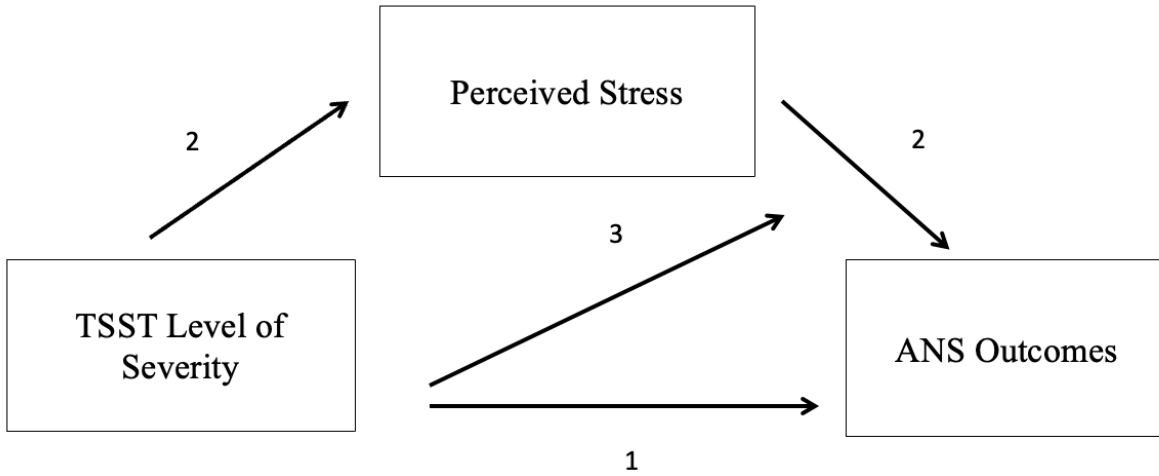 Perceived Stress
2
2
3
TSST Level of
Severity
ANS Outcomes
1